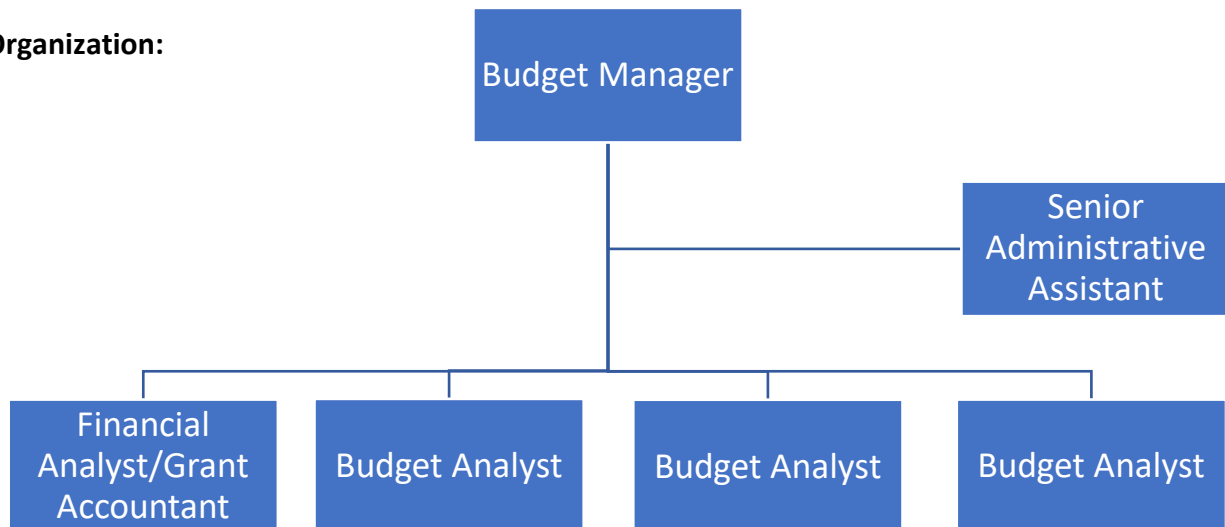 Organization:
Budget Manager
Senior
Administrative
Assistant
Financial
Analyst/Grant
Accountant
Budget Analyst
Budget Analyst
Budget Analyst